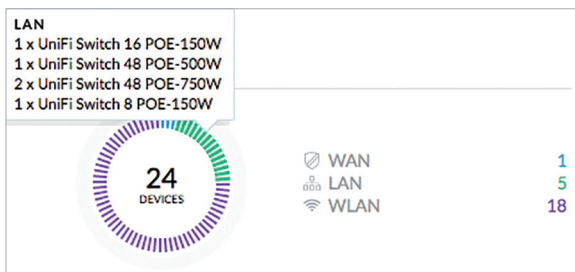 LAN
1 x UniFi Switch 16 POE-150W
1 x UniFi Switch 48 POE-500W
2 x UniFi Switch 48 POE-750W
1 x UniFi Switch 8 POE-150W
24
DEVICES
WAN 1
LAN 5
WLAN 18